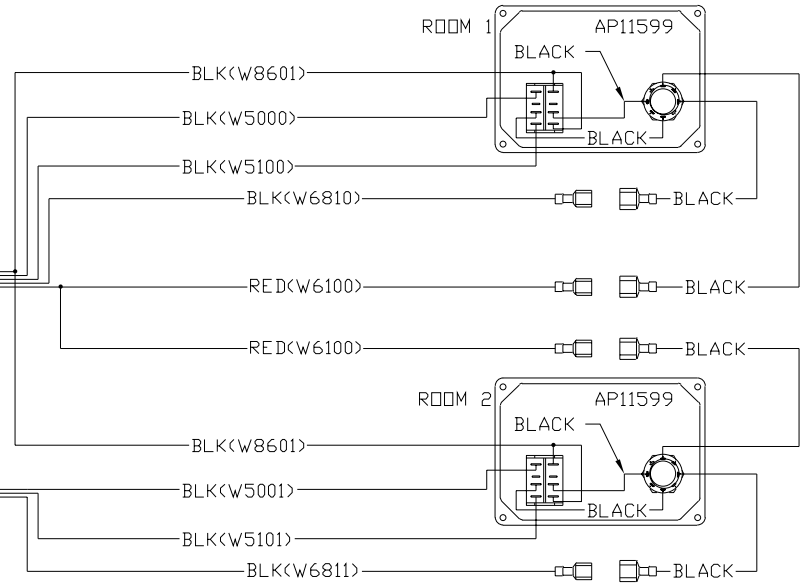 ROOM 1 AP11599
BLACK
BLK(W8601)
BLK(W5000)
BLACK
BLK(W5100)
BLK(W6810) BLACK
RED(W6100) BLACK
RED(W6100) BLACK
ROOM 2 AP11599
BLACK
BLK(W8601)
BLK(W5001)
BLACK
BLK(W5101)
BLK(W6811) BLACK